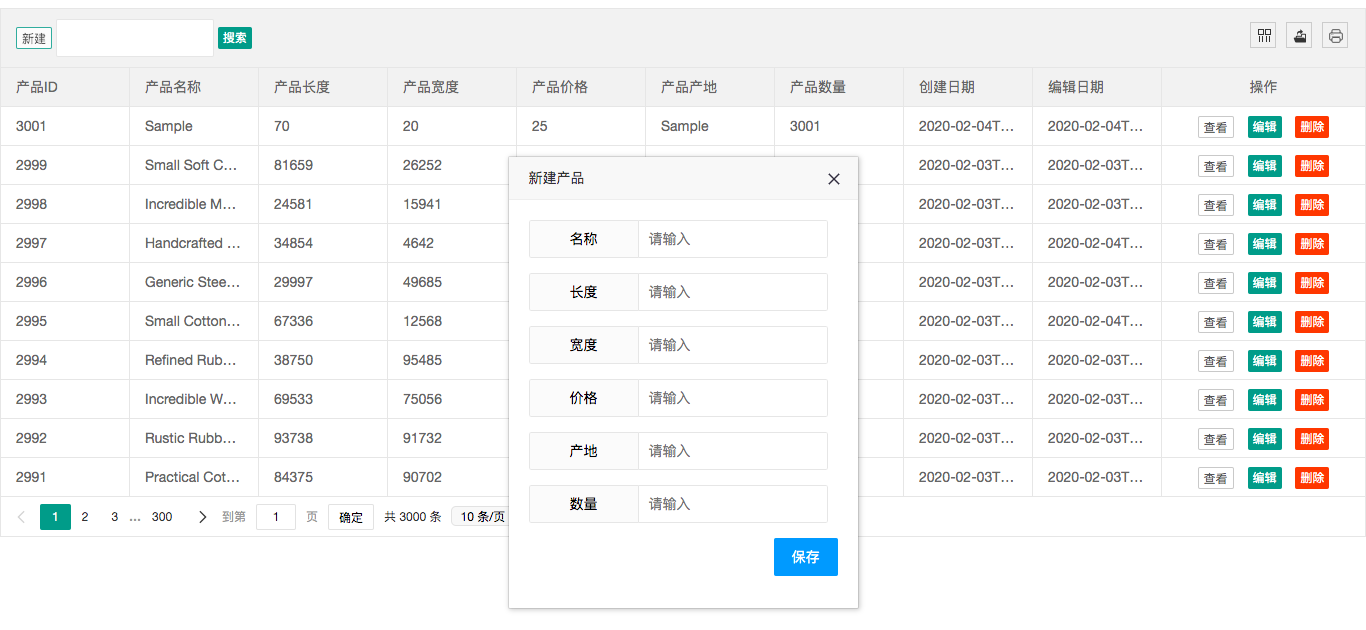 新建 搜索
产品ID 产品名称 产品长度 产品宽度 产品价格 产品产地 产品数量 创建日期 编辑日期 操作
3001 Sample 70 20 25 Sample 3001 2020-02-04T... 2020-02-04T... 查看 编辑 删除
2999 Small Soft C... 81659 26252 2020-02-03T... 2020-02-03T... 查看 编辑 删除
2998 Incredible M... 24581 15941 2020-02-03T... 2020-02-03T... 查看 编辑 删除
2997 Handcrafted ... 34854 4642 2020-02-03T... 2020-02-04T... 查看 编辑 删除
2996 Generic Stee... 29997 49685 2020-02-03T... 2020-02-03T... 查看 编辑 删除
2995 Small Cotton... 67336 12568 2020-02-03T... 2020-02-04T... 查看 编辑 删除
2994 Refined Rub... 38750 95485 2020-02-03T... 2020-02-03T... 查看 编辑 删除
2993 Incredible W... 69533 75056 2020-02-03T... 2020-02-03T... 查看 编辑 删除
2992 Rustic Rubb... 93738 91732 2020-02-03T... 2020-02-03T... 查看 编辑 删除
2991 Practical Cot... 84375 90702 2020-02-03T... 2020-02-03T... 查看 编辑 删除
1 2 3 ... 300 到第 1 页 确定 共 3000 条 10 条/页
新建产品
名称 请输入
长度 请输入
宽度 请输入
价格 请输入
产地 请输入
数量 请输入
保存